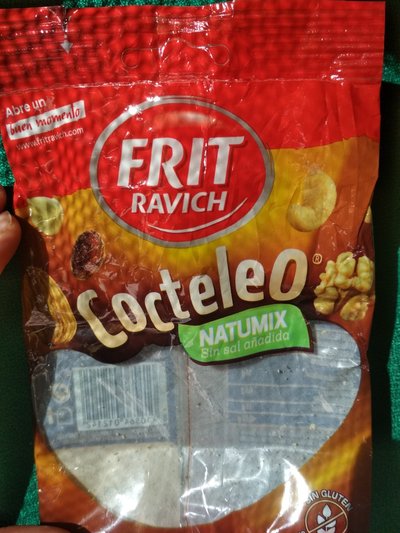 Abre un
buen momento
www.fritravich.com
FRIT
RAVICH
Cocteleo®
NATUMIX
Sin sal añadida
SIN GLUTEN